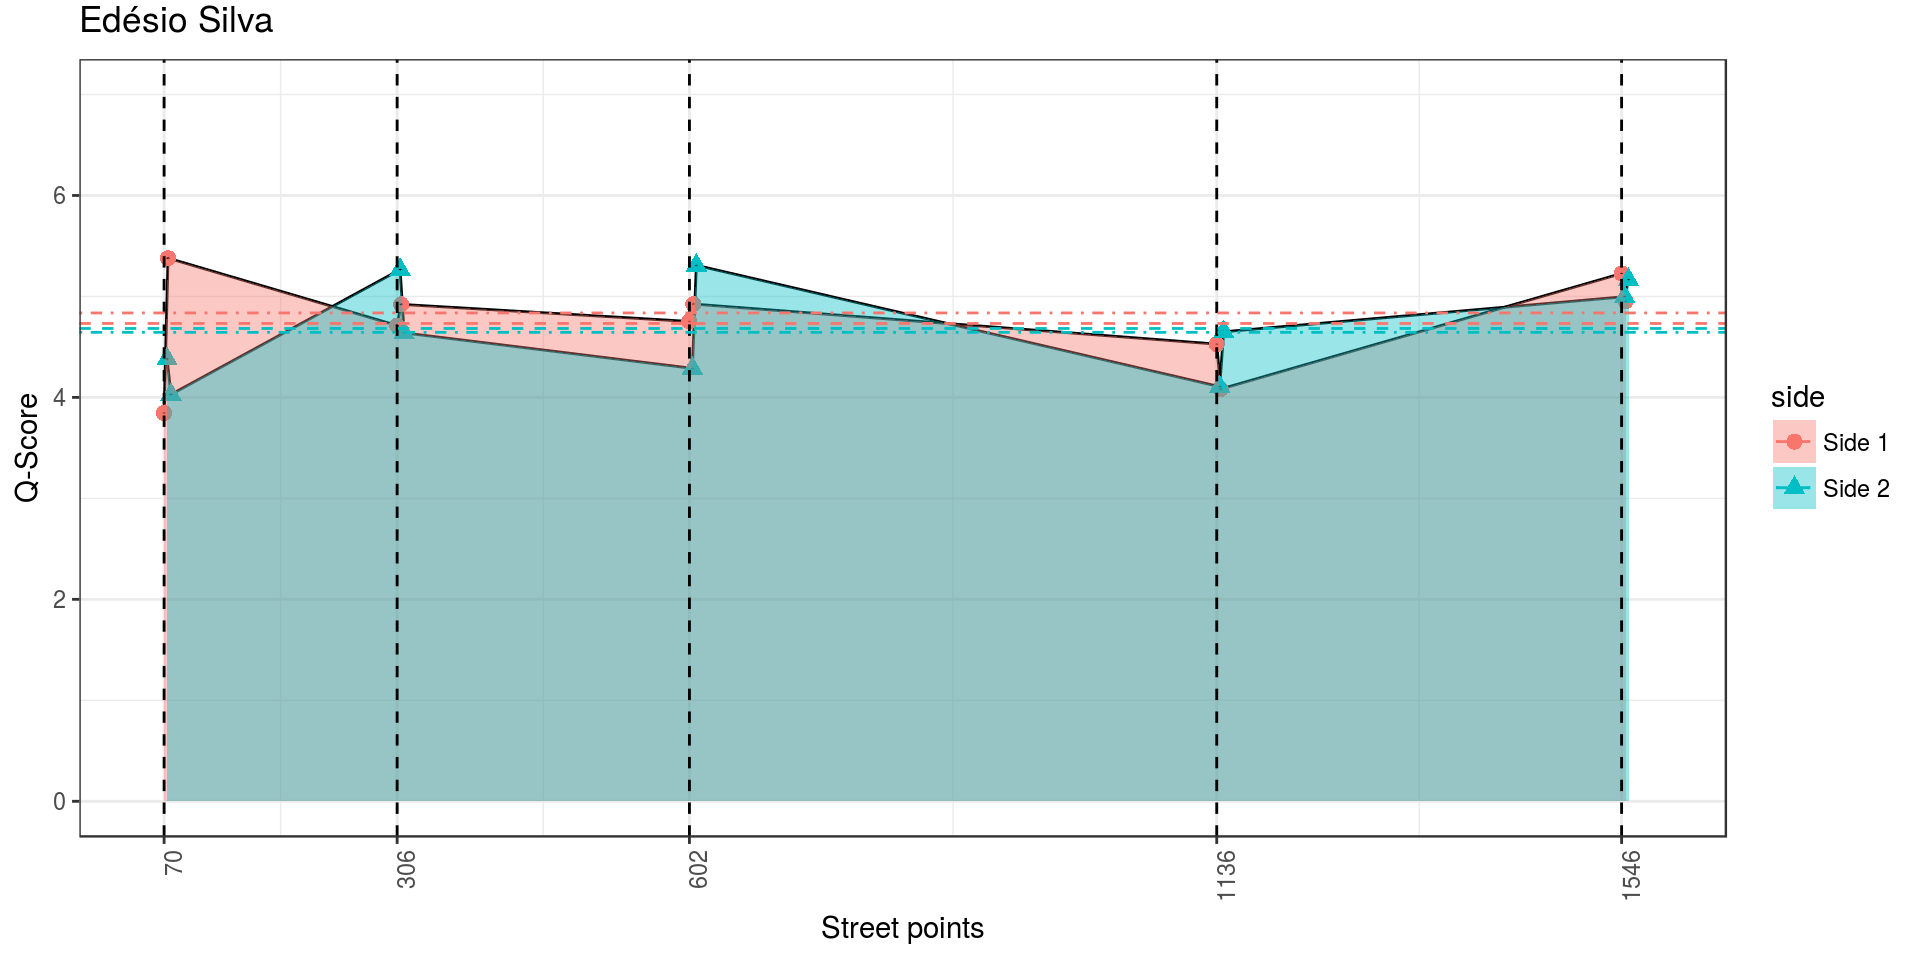 Edésio Silva
6
4
2
0
Q-Score
70
306
602
1136
1546
Street points
side
Side 1
Side 2